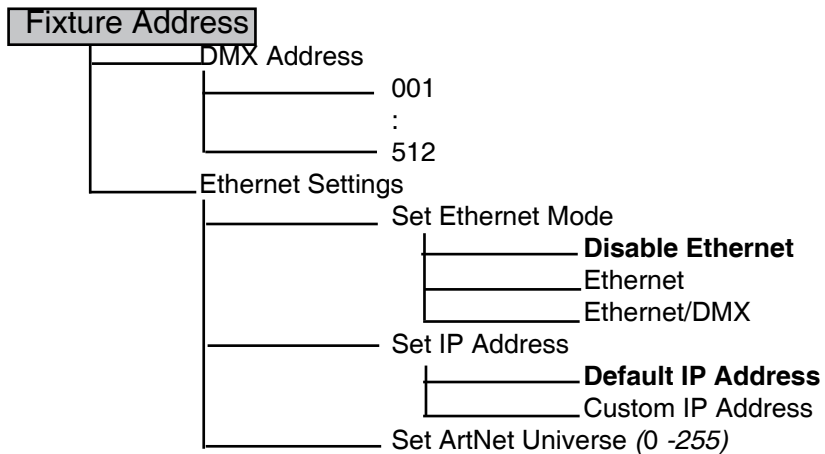 Fixture Address
DMX Address
001
:
512
Ethernet Settings
Set Ethernet Mode
Disable Ethernet
Ethernet
Ethernet/DMX
Set IP Address
Default IP Address
Custom IP Address
Set ArtNet Universe (0 -255)